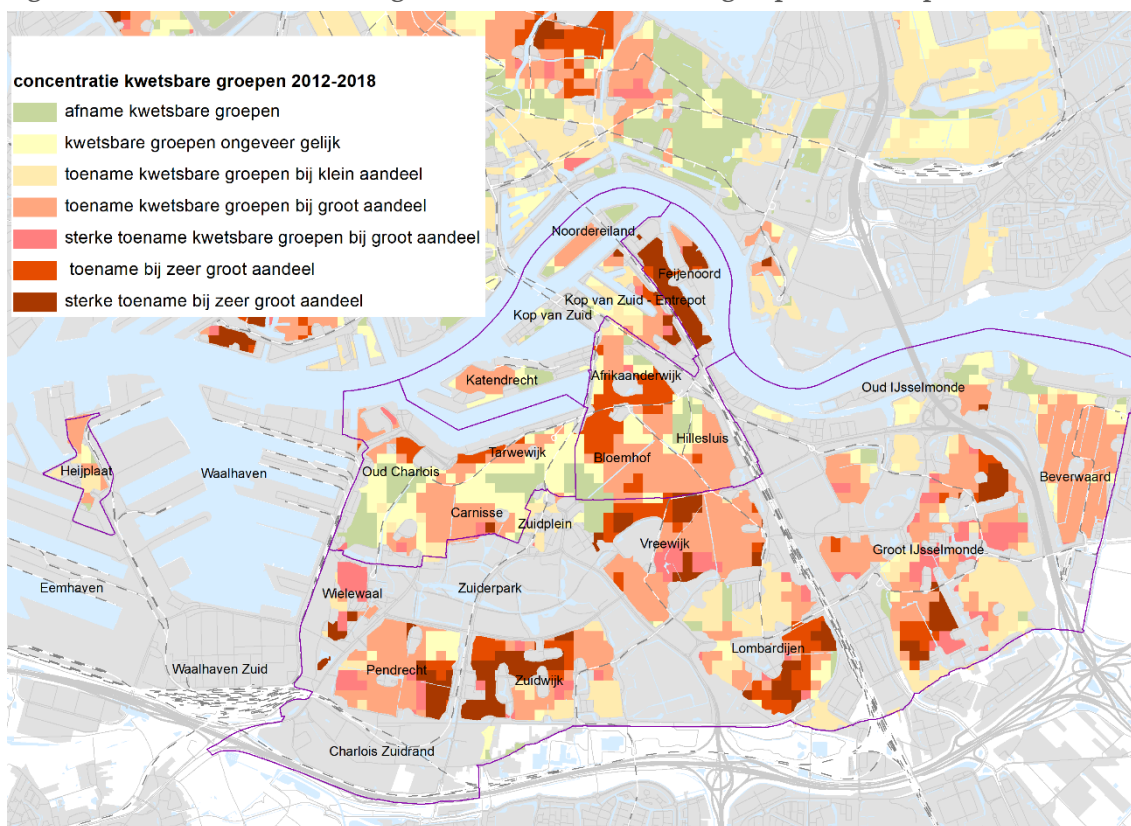 concentratie kwetsbare groepen 2012-2018
afname kwetsbare groepen
kwetsbare groepen ongeveer gelijk
toename kwetsbare groepen bij klein aandeel
toename kwetsbare groepen bij groot aandeel
sterke toename kwetsbare groepen bij groot aandeel
toename bij zeer groot aandeel
sterke toename bij zeer groot aandeel
Noordereiland
Feijenoord
Kop van Zuid - Entrepot
Kop van Zuid
Katendrecht
Afrikaanderwijk
Oud IJsselmonde
Hillesluis
Tarwewijk
Bloemhof
Heijplaat
Waalhaven
Oud Charlois
Beverwaard
Carnisse
Zuidplein
Vreewijk
Groot IJsselmonde
Eemhaven
Wielewaal
Zuiderpark
Lombardijen
Waalhaven Zuid
Pendrecht
Zuidwijk
Charlois Zuidrand